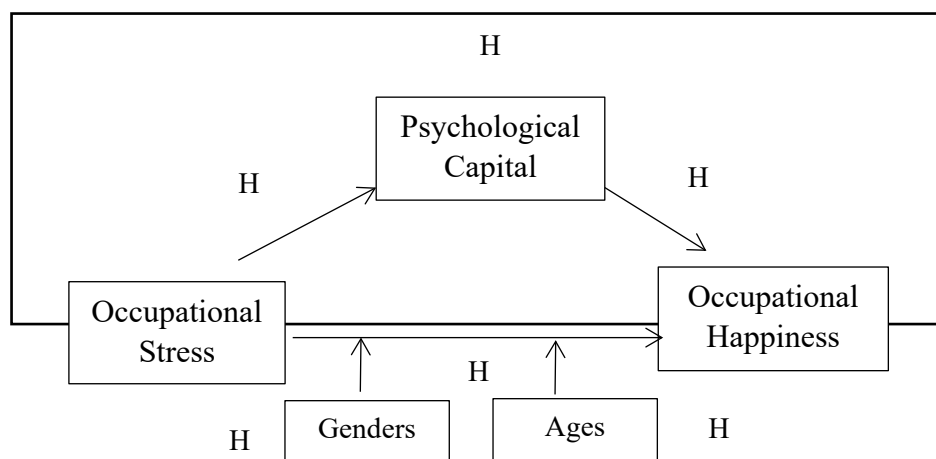 H
Psychological
Capital
H
H
Occupational
Stress
Occupational
Happiness
H
H
Genders
Ages
H